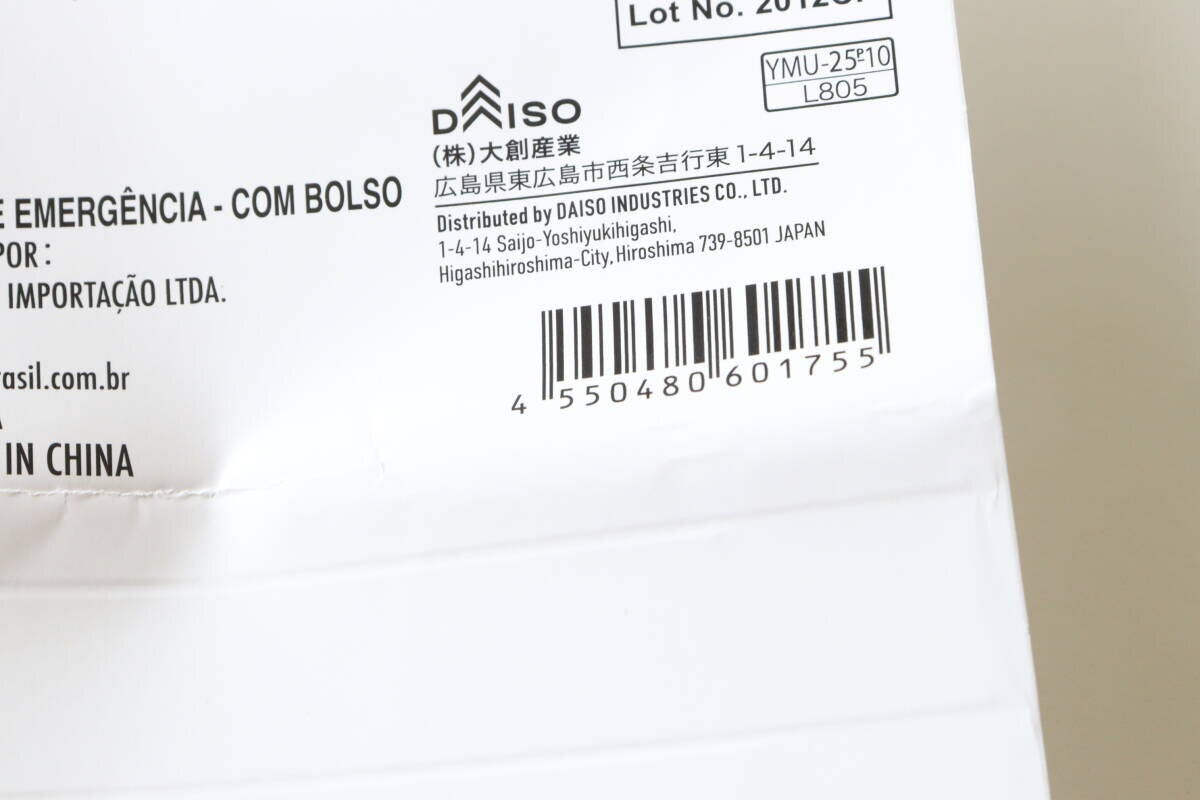 Lot No.
YMU-25P10
L805
DAISO
(株)大創産業
広島県東広島市西条吉行東 1-4-14
Distributed by DAISO INDUSTRIES CO., LTD.
1-4-14 Saijo-Yoshiyukihigashi,
Higashihiroshima-City, Hiroshima 739-8501 JAPAN
4 550480 601755
EMERGÊNCIA - COM BOLSO
POR:
IMPORTAÇÃO LTDA.
rasil.com.br
IN CHINA